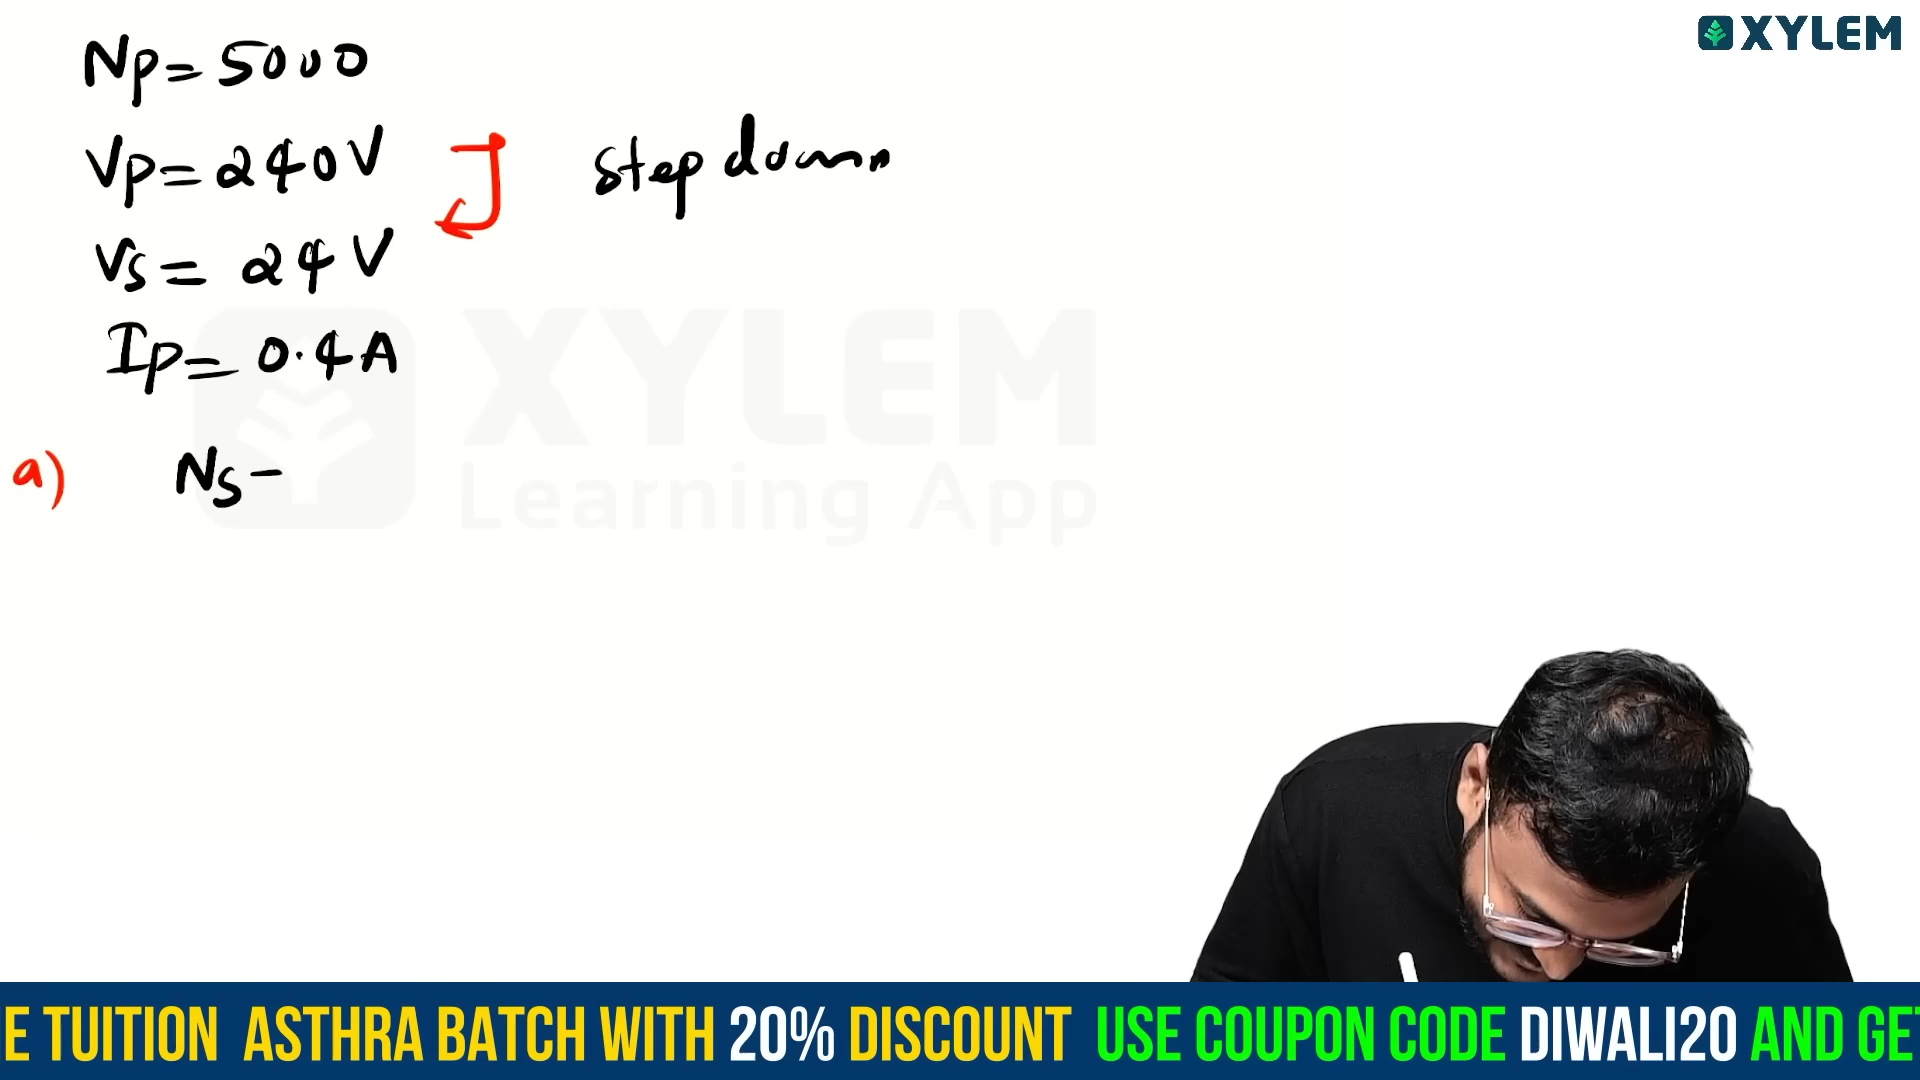 XYLEM
Np = 5000
Vp = 240V
step down
Vs = 24V
Ip = 0.4A
a) Ns -
XYLEM
Learning App
E TUITION ASTHRA BATCH WITH 20% DISCOUNT USE COUPON CODE DIWALI20 AND GET